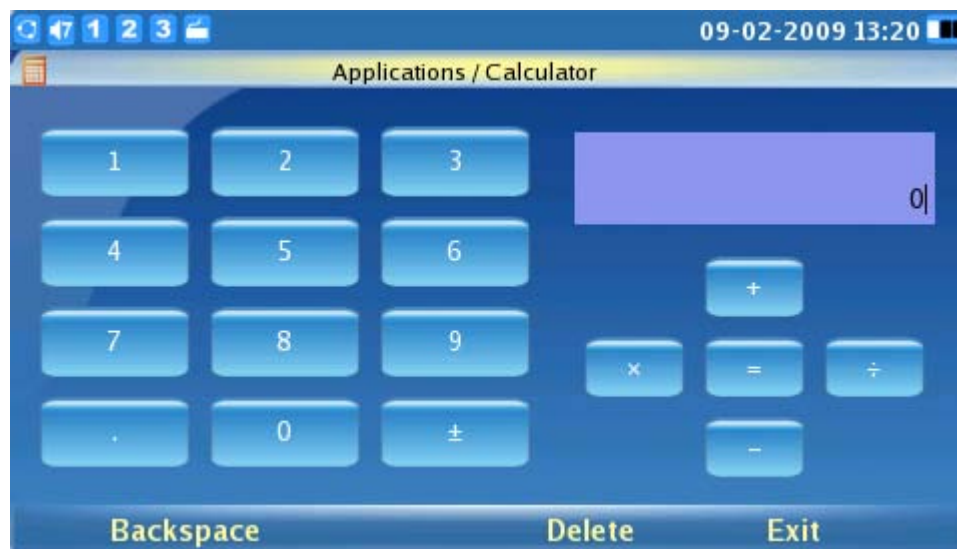 7 1 2 3 09-02-2009 13:20
Applications / Calculator
1 2 3
0
4 5 6
+
7 8 9
× = ÷
. 0 ±
−
Backspace Delete Exit